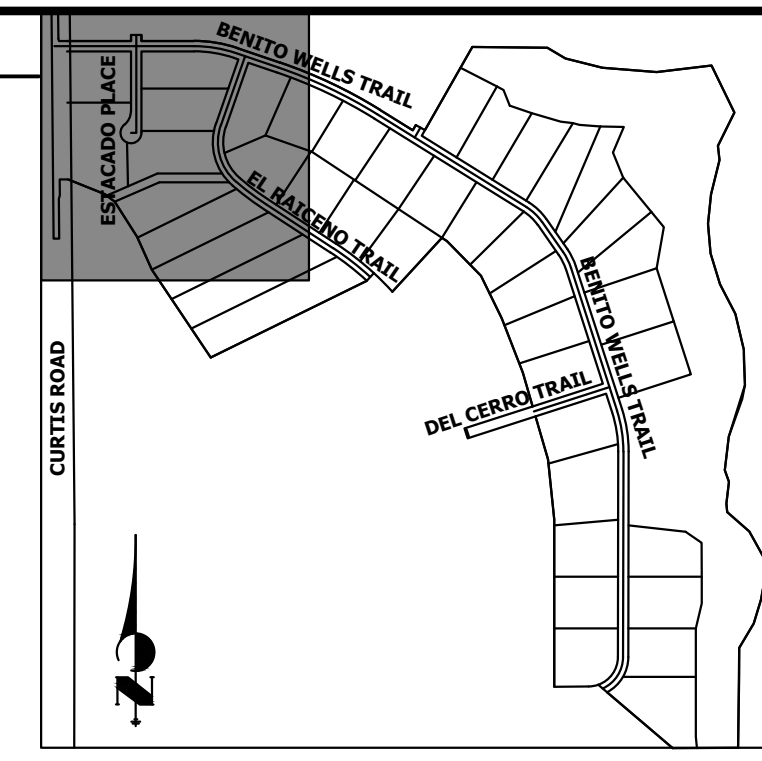 BENITO WELLS TRAIL
ESTACADO PLACE
EL RAICENO TRAIL
BENITO WELLS TRAIL
CURTIS ROAD
DEL CERRO TRAIL
N